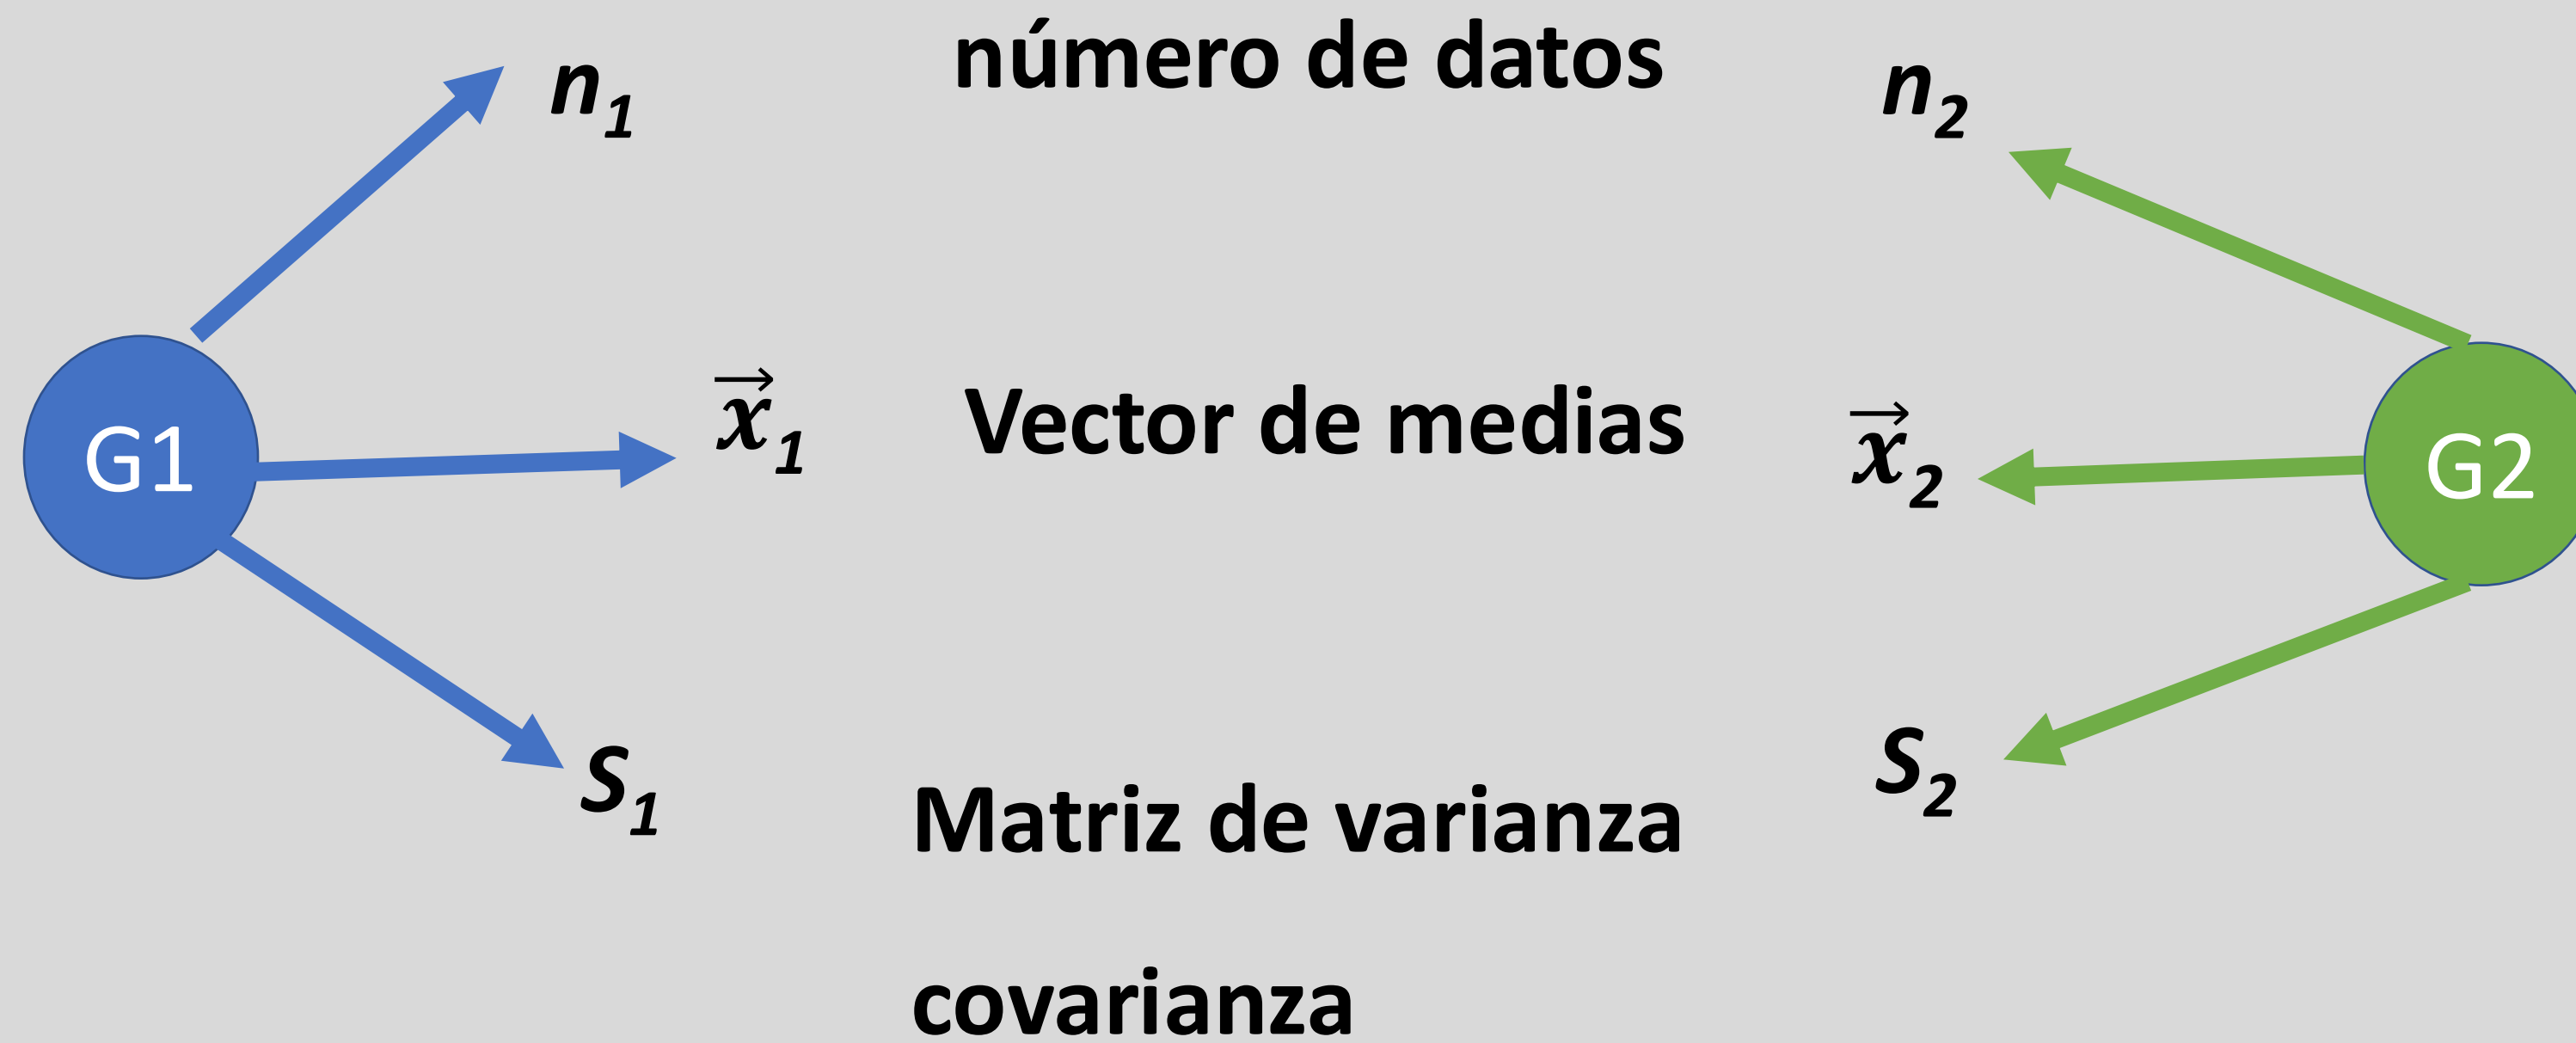 n₁ número de datos n₂
G1 x⃗₁ Vector de medias x⃗₂ G2
S₁ Matriz de varianza S₂
covarianza